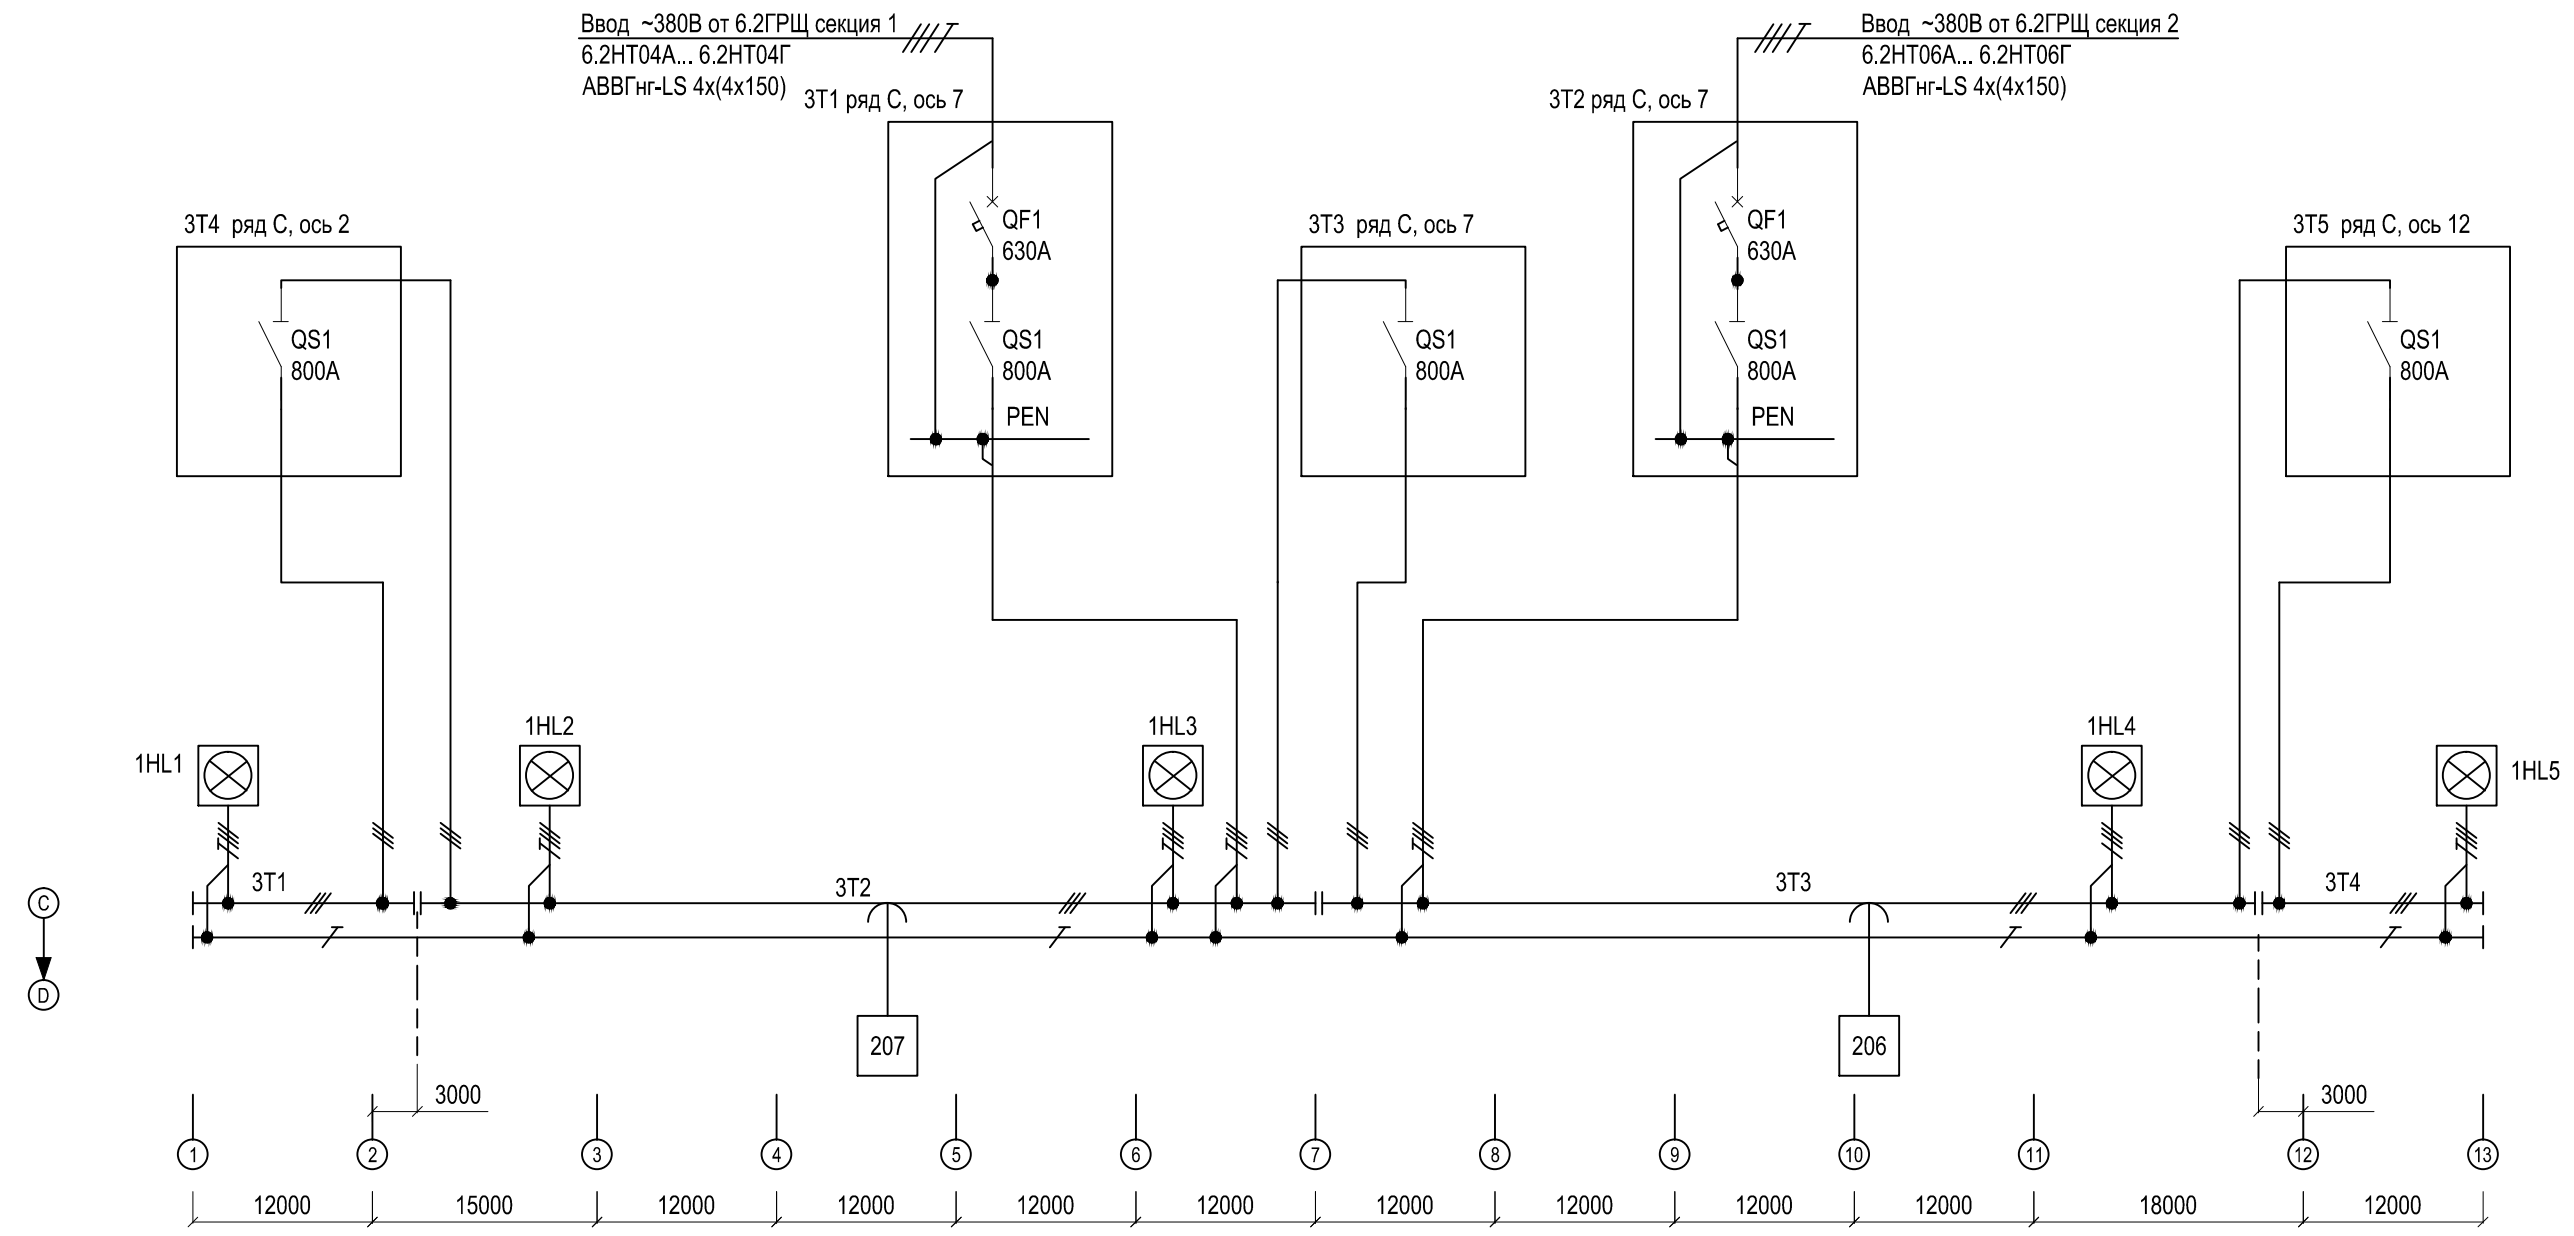 Ввод ~380В от 6.2ГРЩ секция 1
6.2НТ04А... 6.2НТ04Г
АВВГнг-LS 4х(4х150)
Ввод ~380В от 6.2ГРЩ секция 2
6.2НТ06А... 6.2НТ06Г
АВВГнг-LS 4х(4х150)
3Т1 ряд С, ось 7
3Т2 ряд С, ось 7
3Т4 ряд С, ось 2
3Т3 ряд С, ось 7
3Т5 ряд С, ось 12
QF1
630А
QF1
630А
QS1
800А
QS1
800А
QS1
800А
QS1
800А
QS1
800А
PEN
PEN
1HL1
1HL2
1HL3
1HL4
1HL5
3Т1
3Т2
3Т3
3Т4
C
D
207
206
3000
3000
1
2
3
4
5
6
7
8
9
10
11
12
13
12000
15000
12000
12000
12000
12000
12000
12000
12000
12000
18000
12000